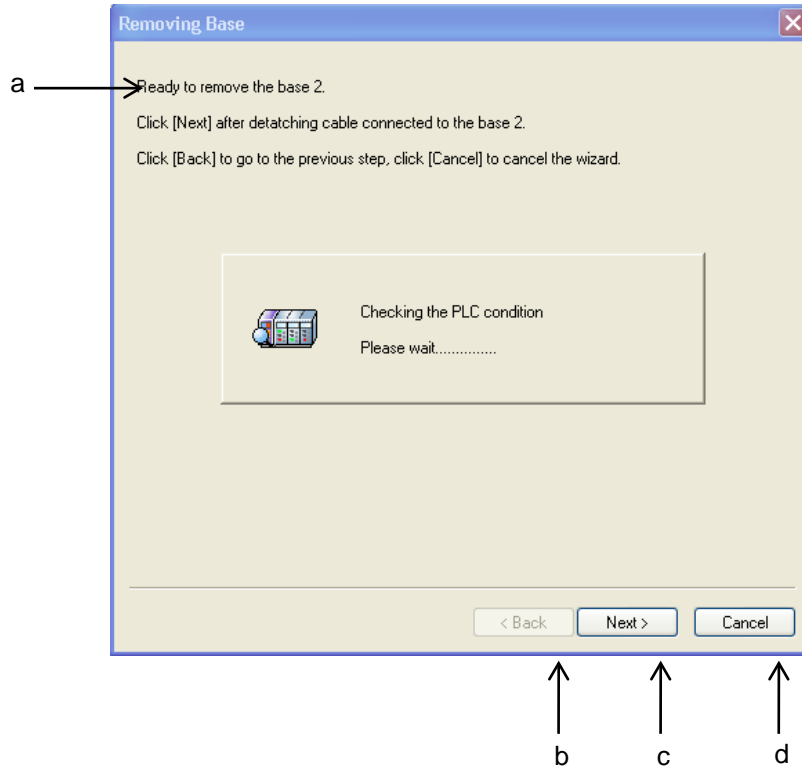 Removing Base
a
Ready to remove the base 2.
Click [Next] after detatching cable connected to the base 2.
Click [Back] to go to the previous step, click [Cancel] to cancel the wizard.
Checking the PLC condition
Please wait...............
< Back
Next >
Cancel
b
c
d